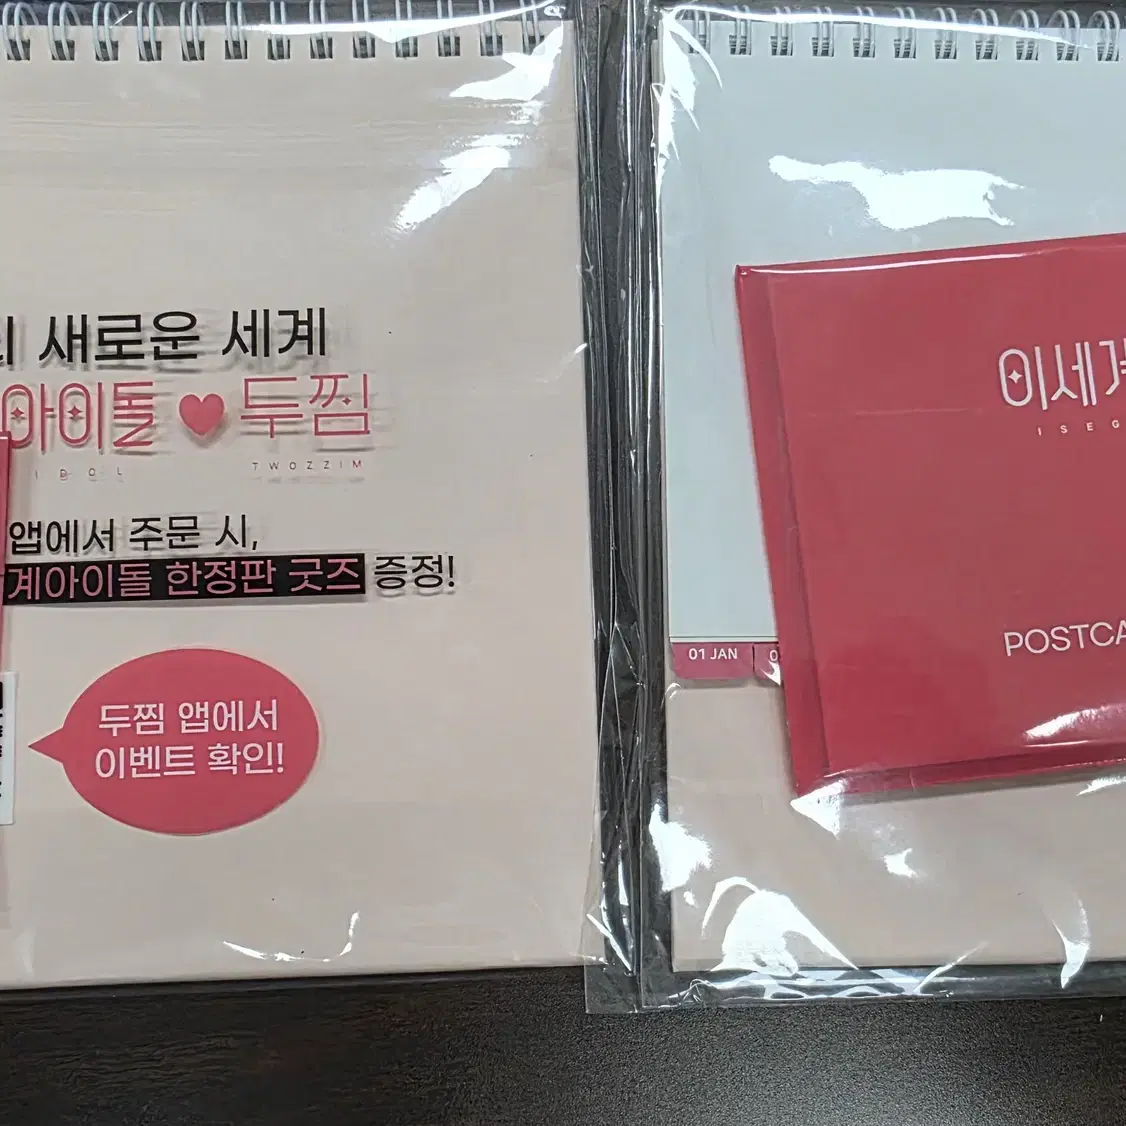 새로운 세계
아이돌 ♥ 두찜
IDOL TWOZZIM
앱에서 주문 시,
계아이돌 한정판 굿즈 증정!
두찜 앱에서
이벤트 확인!
이세계
ISEG
01 JAN
POSTCA